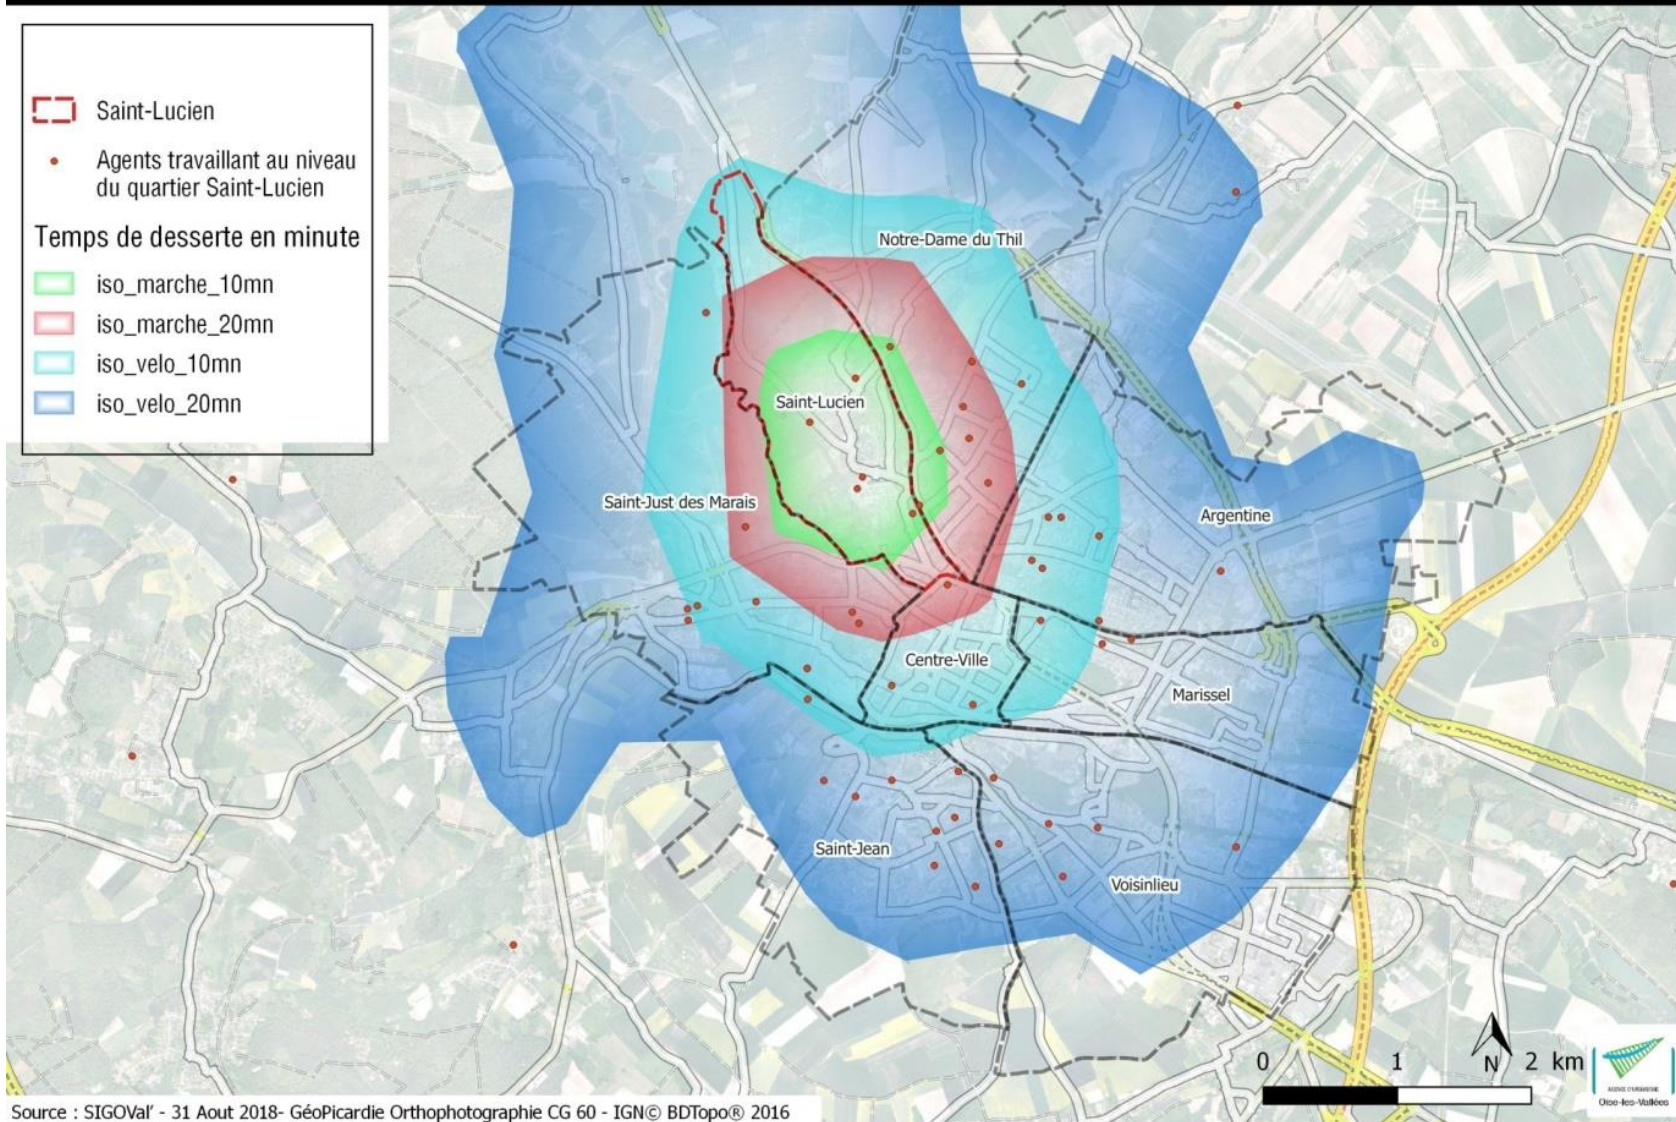 Saint-Lucien
Agents travaillant au niveau
du quartier Saint-Lucien
Temps de desserte en minute
iso_marche_10mn
iso_marche_20mn
iso_velo_10mn
iso_velo_20mn
Notre-Dame du Thil
Saint-Lucien
Saint-Just des Marais
Argentine
Centre-Ville
Marissel
Saint-Jean
Voisinlieu
0 1 N 2 km
AGENCE D'URBANISME
Oise-les-Vallées
Source : SIGOVal' - 31 Aout 2018- GéoPicardie Orthophotographie CG 60 - IGN© BDTopo® 2016